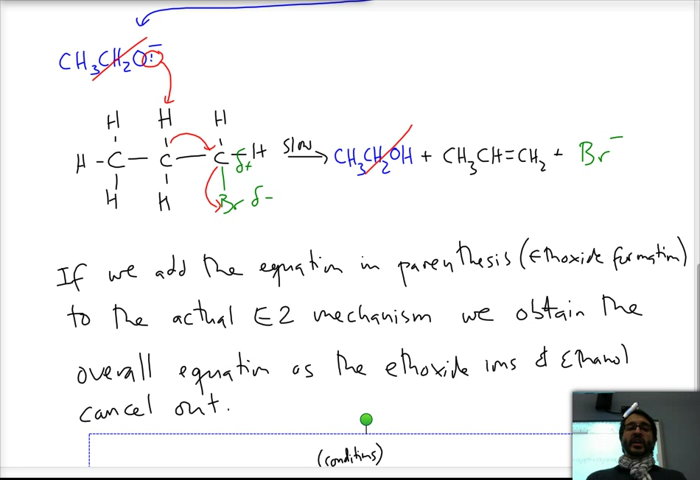 CH₃CH₂O:⁻
H H H
H - C - C - C - H δ+ slow → CH₃CH₂OH + CH₃CH=CH₂ + Br⁻
H H Br δ-
If we add the equation in parenthesis (Ethoxide formation)
to the actual E2 mechanism we obtain the
overall equation as the ethoxide ions & Ethanol
cancel out.
(conditions)